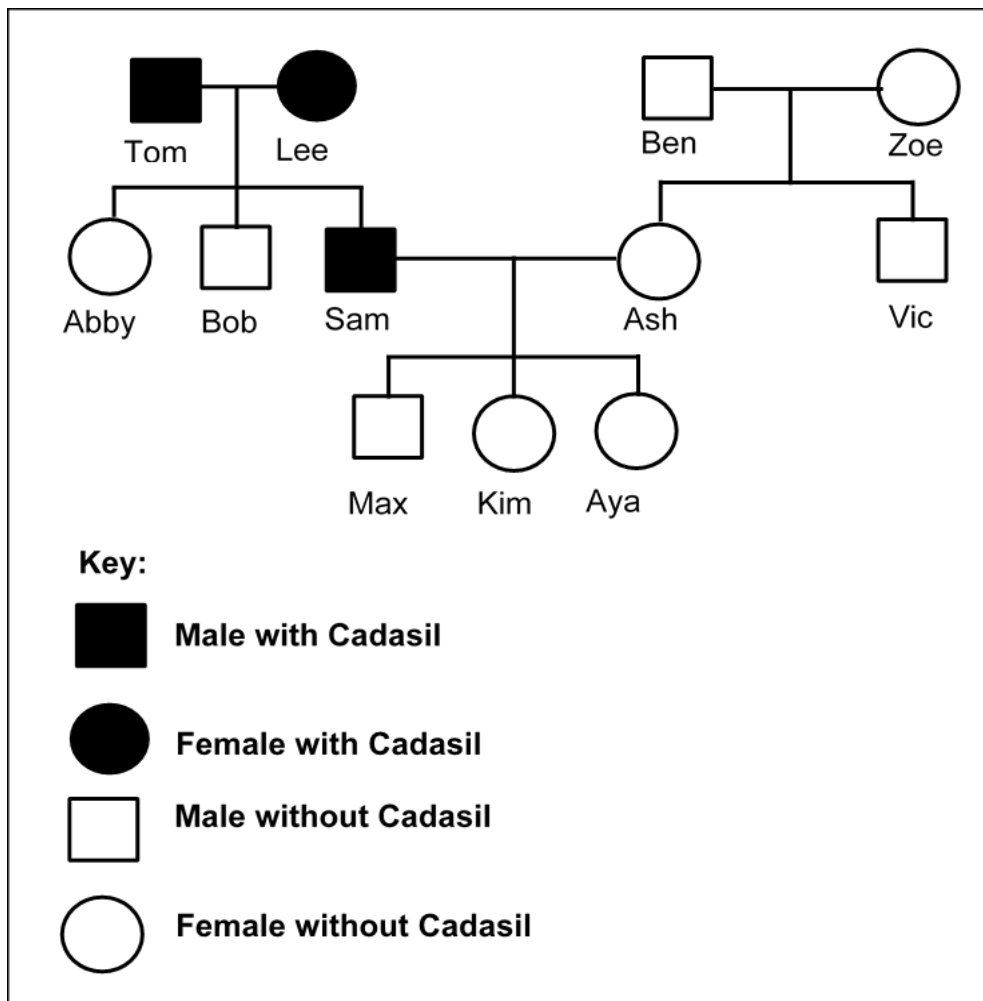 Tom Lee Ben Zoe
Abby Bob Sam Ash Vic
Max Kim Aya
Key:
Male with Cadasil
Female with Cadasil
Male without Cadasil
Female without Cadasil